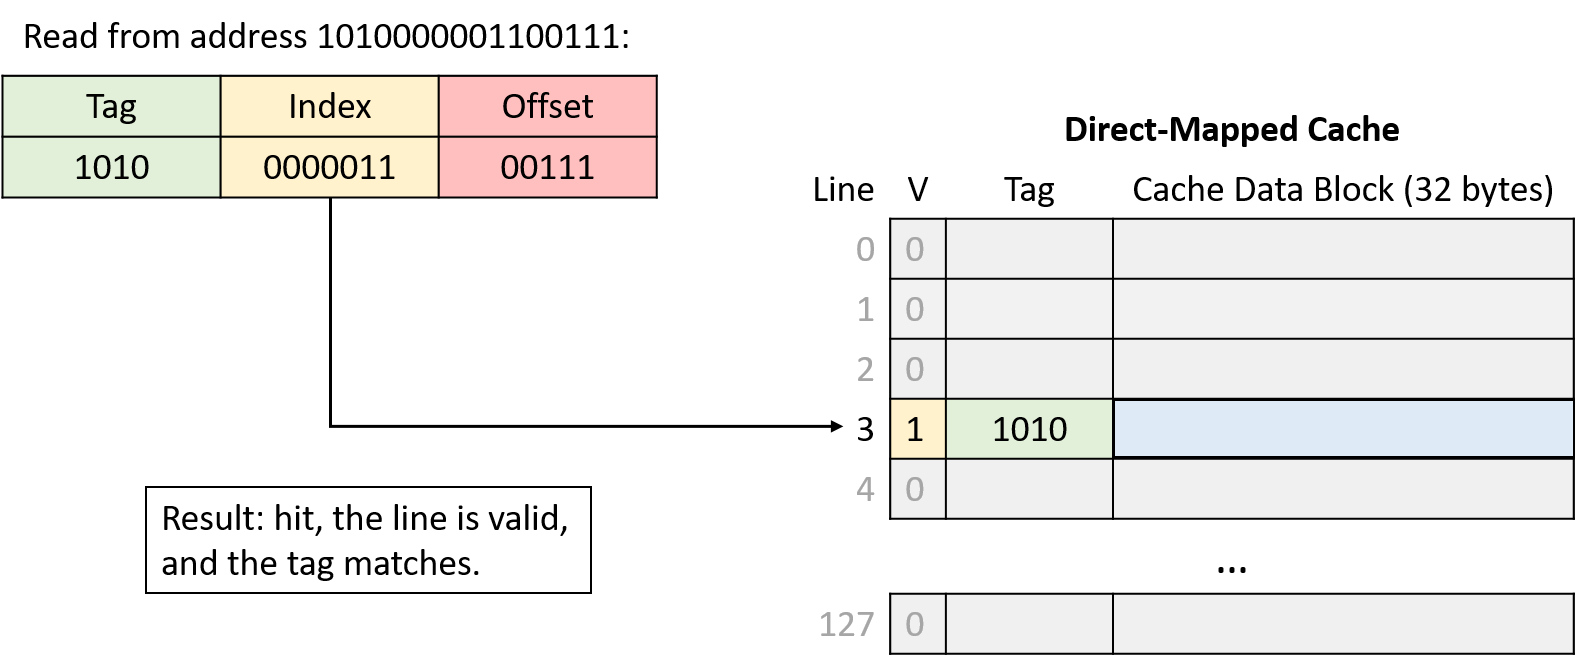 Read from address 1010000001100111:
Tag Index Offset
1010 0000011 00111
Direct-Mapped Cache
Line V Tag Cache Data Block (32 bytes)
0 0
1 0
2 0
3 1 1010
4 0
Result: hit, the line is valid,
and the tag matches.
...
127 0